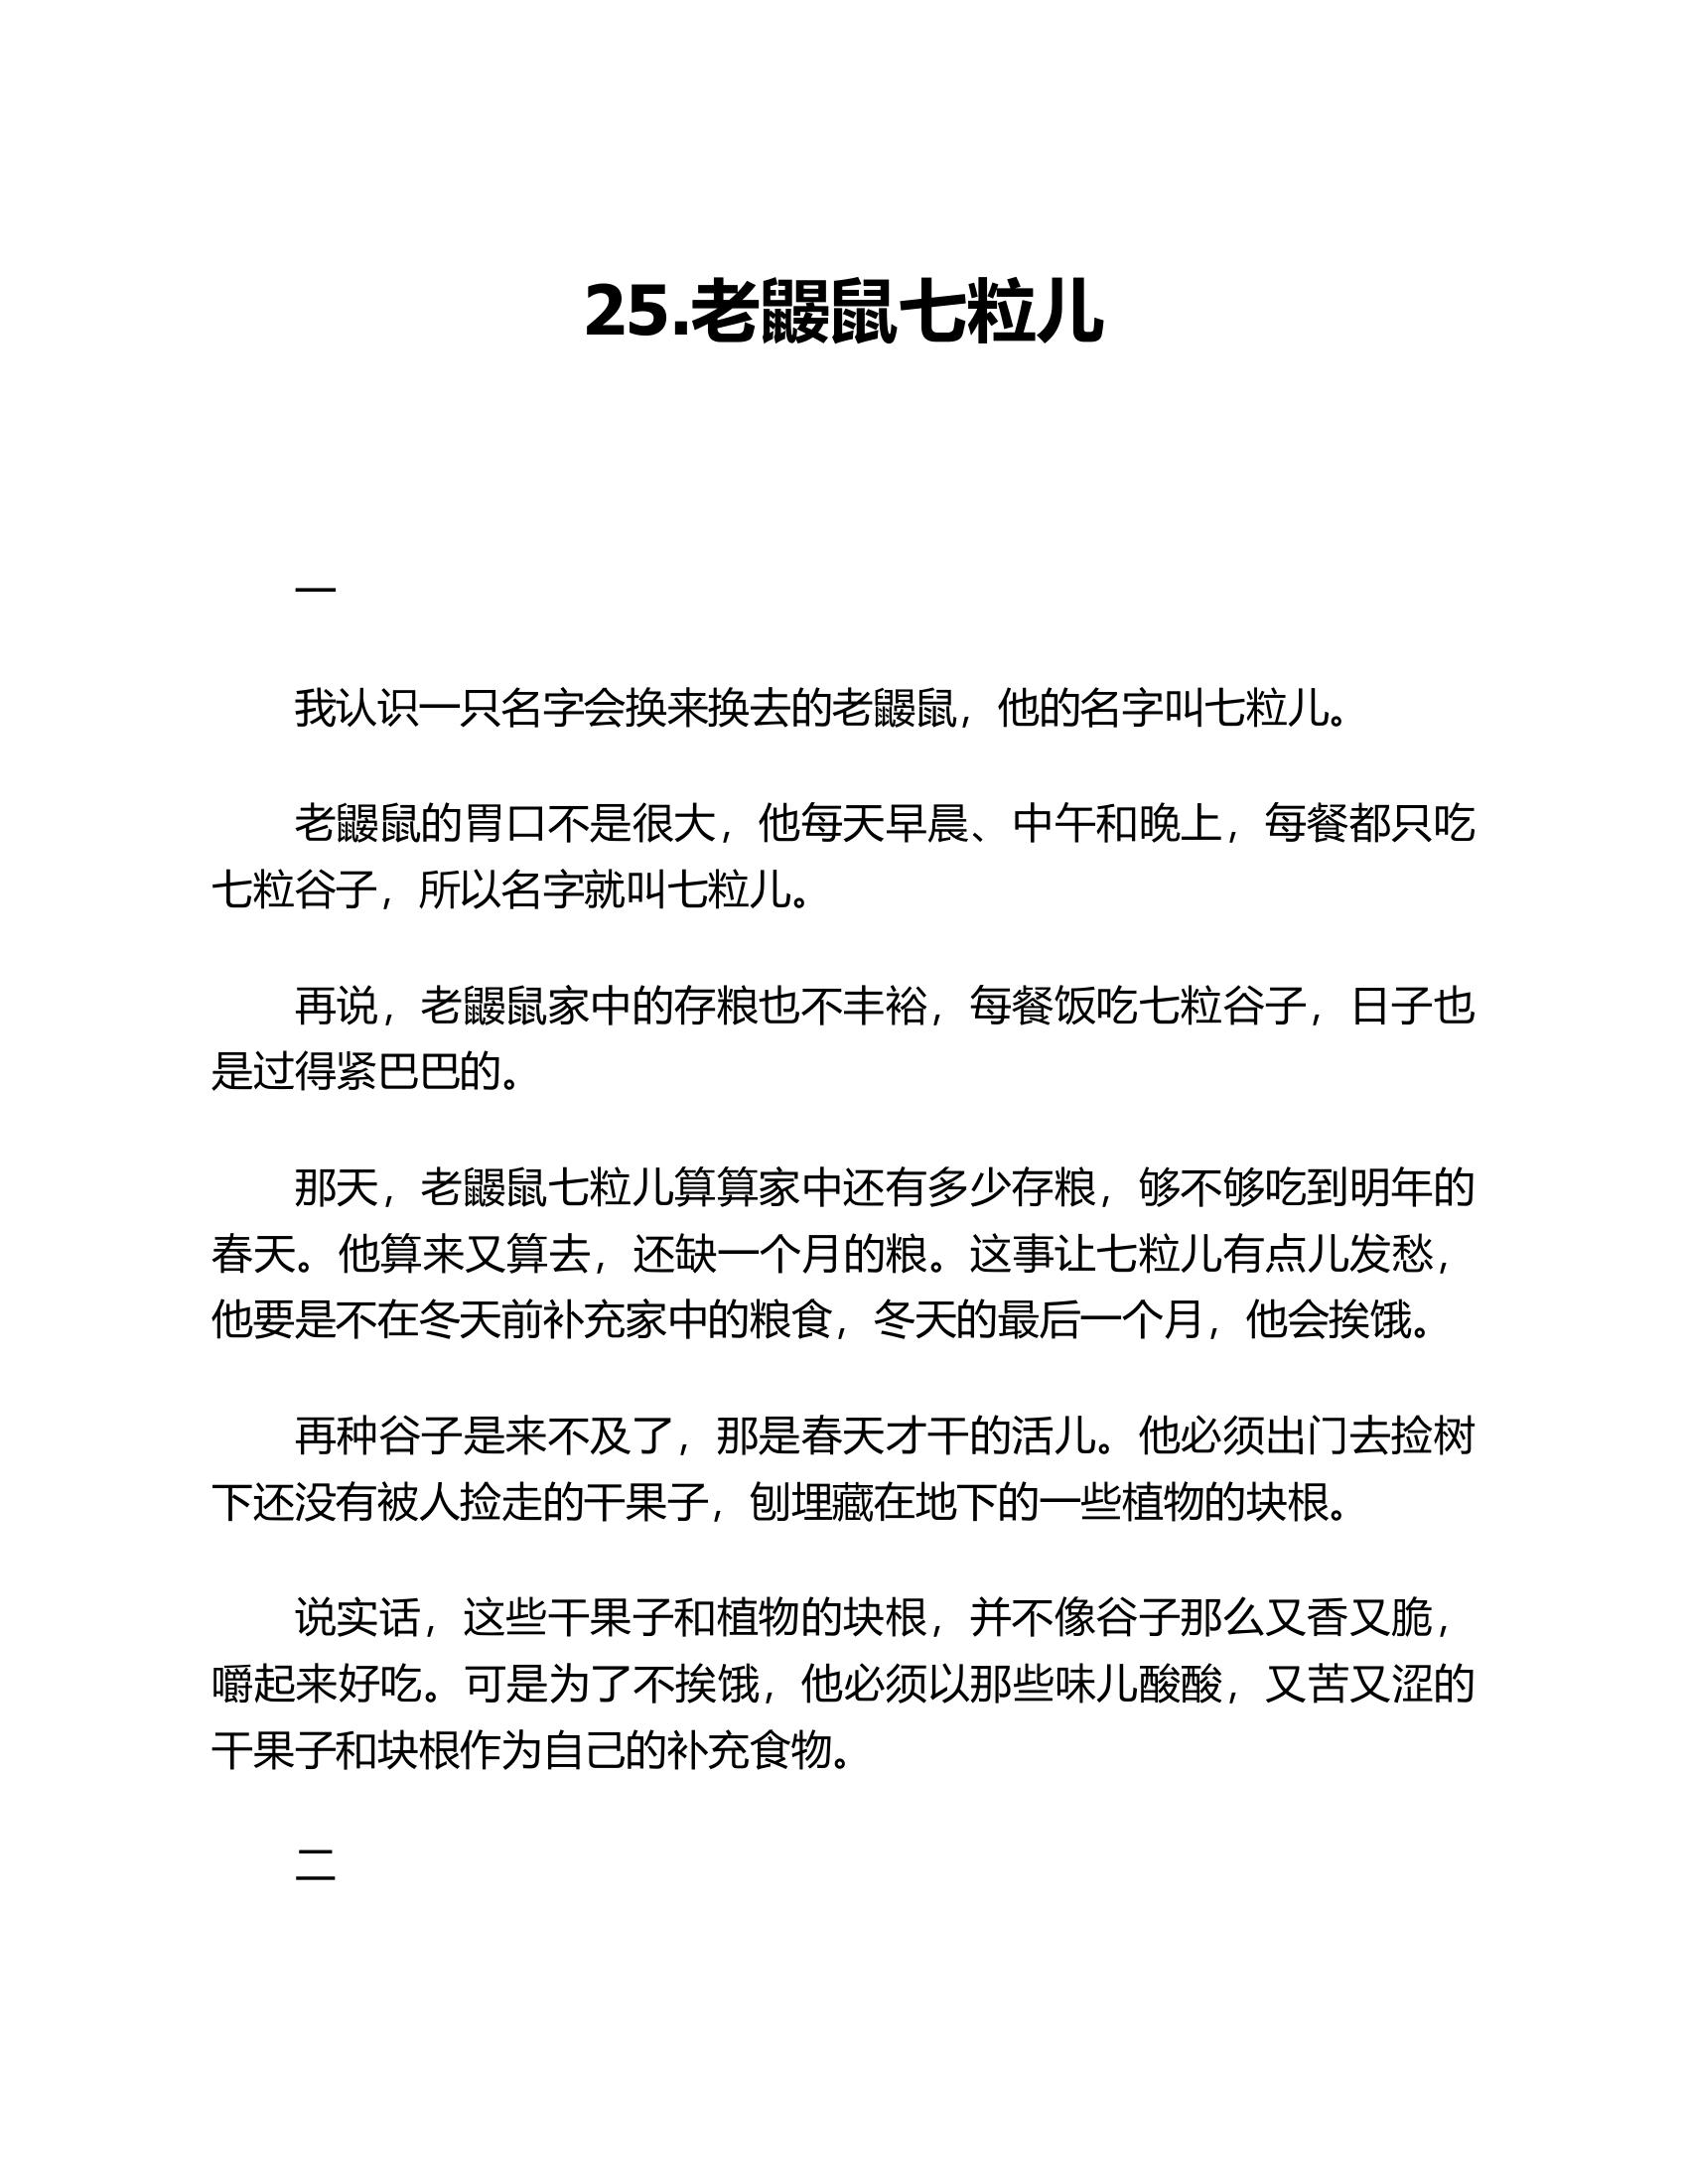 25.老鼹鼠七粒儿
一
我认识一只名字会换来换去的老鼹鼠，他的名字叫七粒儿。
老鼹鼠的胃口不是很大，他每天早晨、中午和晚上，每餐都只吃
七粒谷子，所以名字就叫七粒儿。
再说，老鼹鼠家中的存粮也不丰裕，每餐饭吃七粒谷子，日子也
是过得紧巴巴的。
那天，老鼹鼠七粒儿算算家中还有多少存粮，够不够吃到明年的
春天。他算来又算去，还缺一个月的粮。这事让七粒儿有点儿发愁，
他要是不在冬天前补充家中的粮食，冬天的最后一个月，他会挨饿。
再种谷子是来不及了，那是春天才干的活儿。他必须出门去捡树
下还没有被人捡走的干果子，刨埋藏在地下的一些植物的块根。
说实话，这些干果子和植物的块根，并不像谷子那么又香又脆，
嚼起来好吃。可是为了不挨饿，他必须以那些味儿酸酸，又苦又涩的
干果子和块根作为自己的补充食物。
二